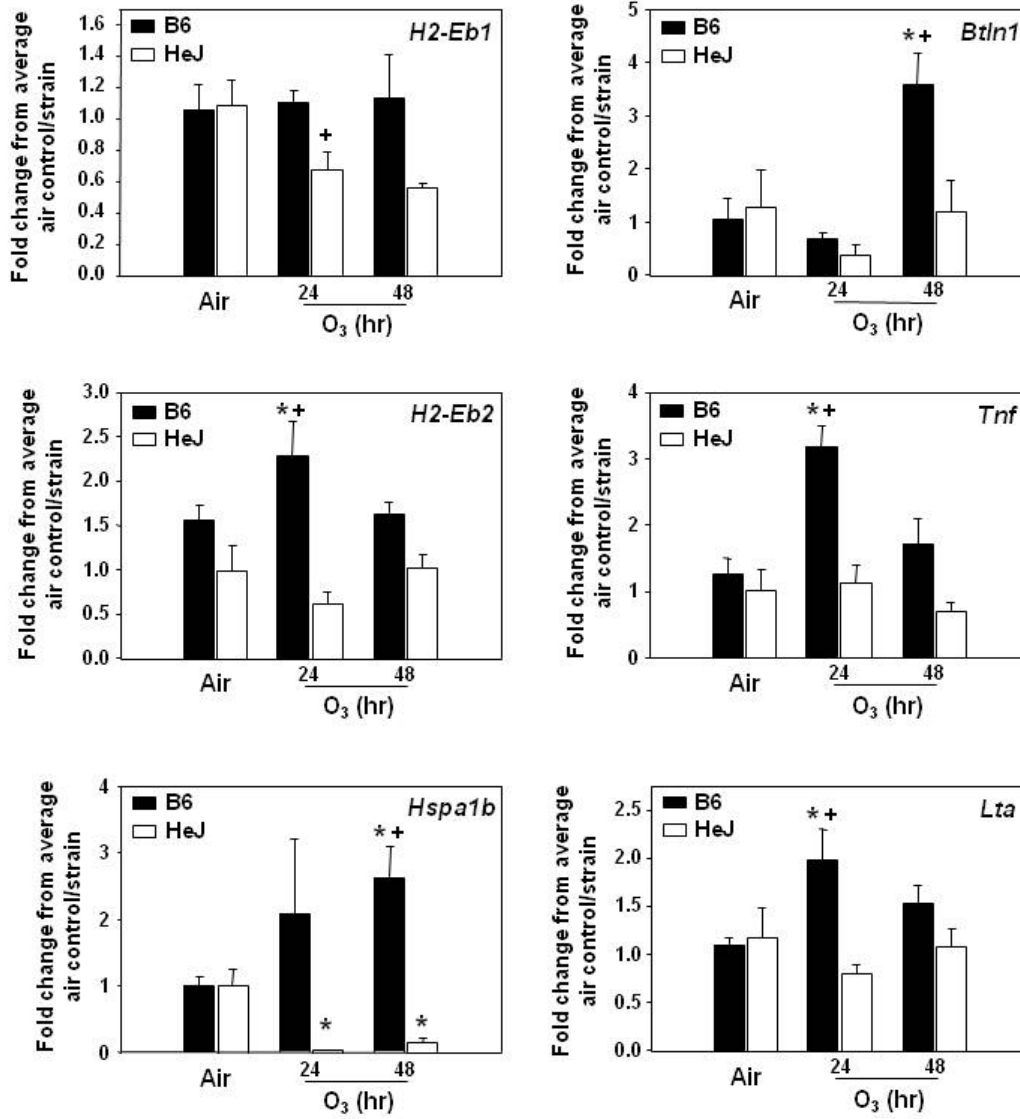 Fold change from average
air control/strain
1.6
1.4
1.2
1.0
0.8
0.6
0.4
0.2
0.0
B6
HeJ
H2-Eb1
+
Air
24
48
O3 (hr)
Fold change from average
air control/strain
5
4
3
2
1
0
B6
HeJ
Btln1
*+
Air
24
48
O3 (hr)
Fold change from average
air control/strain
3.0
2.5
2.0
1.5
1.0
0.5
0.0
B6
HeJ
H2-Eb2
*+
Air
24
48
O3 (hr)
Fold change from average
air control/strain
4
3
2
1
0
B6
HeJ
Tnf
*+
Air
24
48
O3 (hr)
Fold change from average
air control/strain
4
3
2
1
0
B6
HeJ
Hspa1b
*+
*
*
Air
24
48
O3 (hr)
Fold change from average
air control/strain
2.5
2.0
1.5
1.0
0.5
0.0
B6
HeJ
Lta
*+
Air
24
48
O3 (hr)